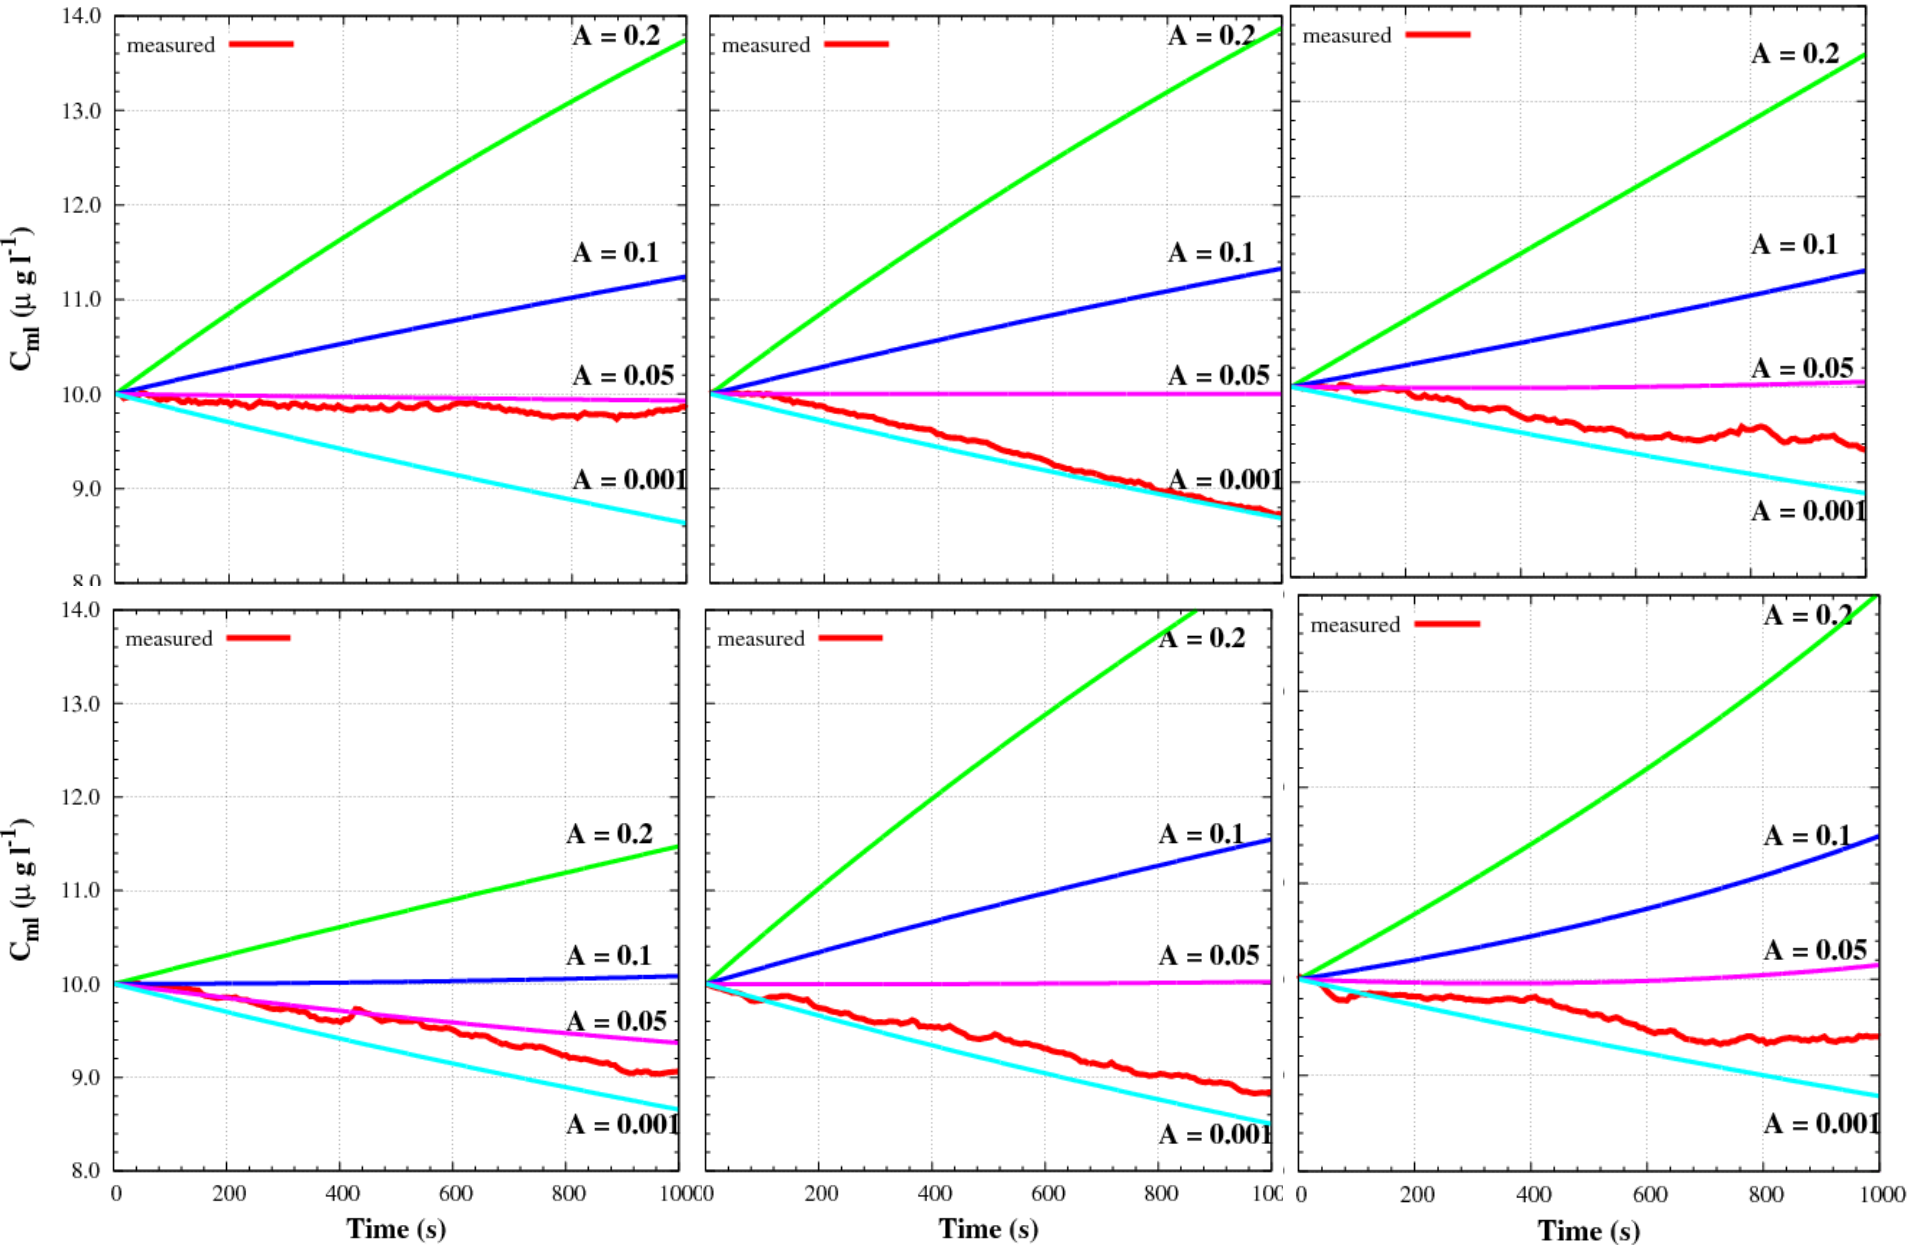 14.0
measured
A = 0.2
13.0
12.0
A = 0.1
11.0
A = 0.05
10.0
A = 0.001
9.0
8.0
C_ml (μ g l^-1)
measured
A = 0.2
A = 0.1
A = 0.05
A = 0.001
measured
A = 0.2
A = 0.1
A = 0.05
A = 0.001
14.0
measured
13.0
12.0
A = 0.2
11.0
A = 0.1
10.0
A = 0.05
9.0
A = 0.001
8.0
C_ml (μ g l^-1)
0 200 400 600 800 1000
Time (s)
measured
A = 0.2
A = 0.1
A = 0.05
A = 0.001
200 400 600 800 100
Time (s)
measured
A = 0.2
A = 0.1
A = 0.05
A = 0.001
0 200 400 600 800 1000
Time (s)